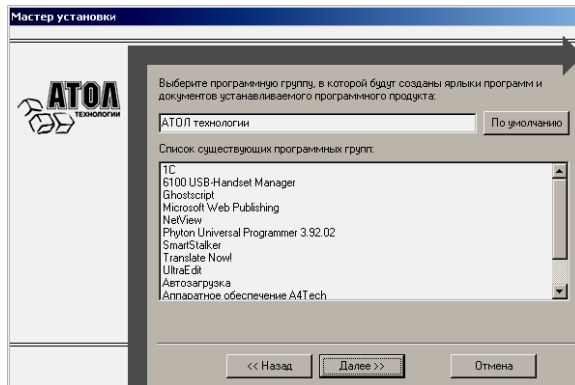 Мастер установки
АТОЛ
ТЕХНОЛОГИИ
Выберите программную группу, в которой будут созданы ярлыки программ и
документов устанавливаемого программного продукта:
АТОЛ технологии
По умолчанию
Список существующих программных групп:
1C
6100 USB-Handset Manager
Ghostscript
Microsoft Web Publishing
NetView
Phyton Universal Programmer 3.92.02
SmartStalker
Translate Now!
UltraEdit
Автозагрузка
Аппаратное обеспечение A4Tech
<< Назад
Далее >>
Отмена